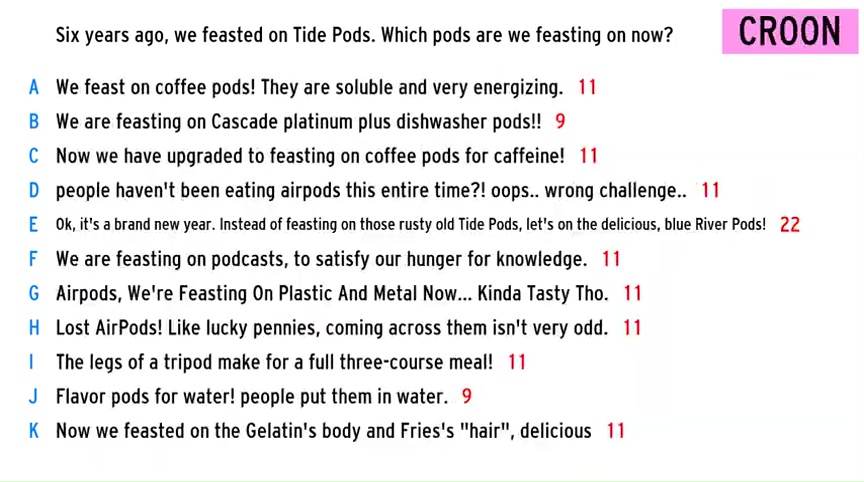 Six years ago, we feasted on Tide Pods. Which pods are we feasting on now?
CROON
A We feast on coffee pods! They are soluble and very energizing. 11
B We are feasting on Cascade platinum plus dishwasher pods!! 9
C Now we have upgraded to feasting on coffee pods for caffeine! 11
D people haven't been eating airpods this entire time?! oops.. wrong challenge.. 11
E Ok, it's a brand new year. Instead of feasting on those rusty old Tide Pods, let's on the delicious, blue River Pods! 22
F We are feasting on podcasts, to satisfy our hunger for knowledge. 11
G Airpods, We're Feasting On Plastic And Metal Now... Kinda Tasty Tho. 11
H Lost AirPods! Like lucky pennies, coming across them isn't very odd. 11
I The legs of a tripod make for a full three-course meal! 11
J Flavor pods for water! people put them in water. 9
K Now we feasted on the Gelatin's body and Fries's "hair", delicious 11